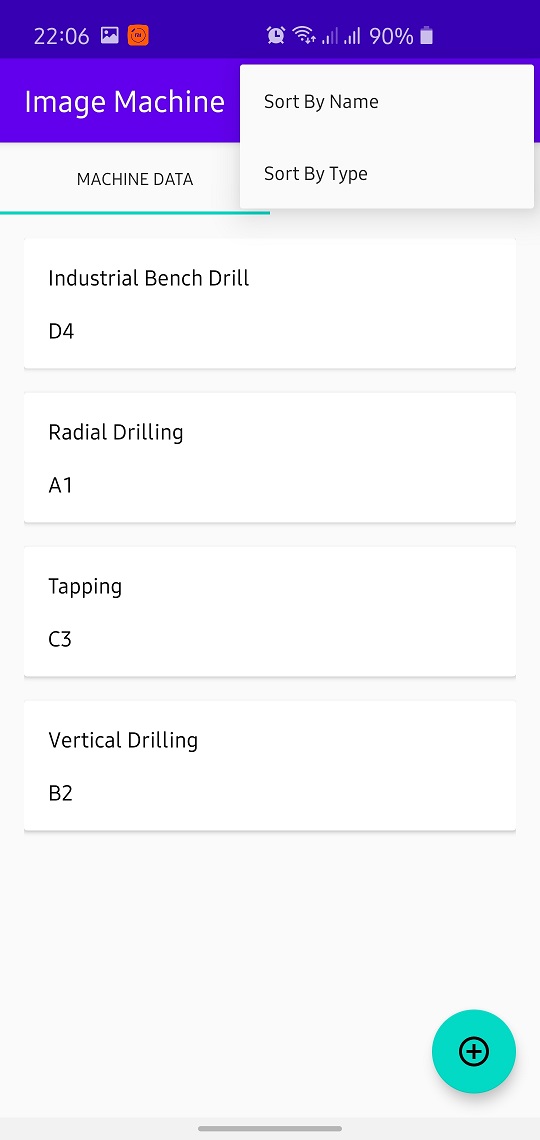 22:06 90%
Image Machine
Sort By Name
Sort By Type
MACHINE DATA
Industrial Bench Drill
D4
Radial Drilling
A1
Tapping
C3
Vertical Drilling
B2